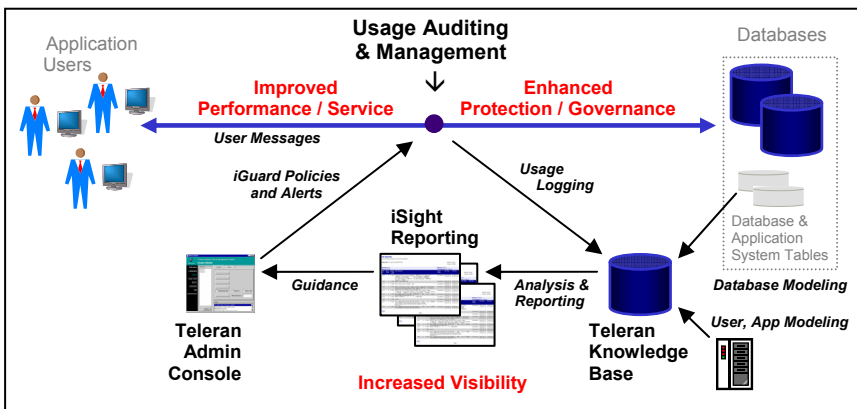 Application
Users
Usage Auditing
& Management
Databases
Improved
Performance / Service
Enhanced
Protection / Governance
User Messages
iGuard Policies
and Alerts
Usage
Logging
iSight
Reporting
Database &
Application
System Tables
Guidance
Analysis &
Reporting
Database Modeling
User, App Modeling
Teleran
Admin
Console
Teleran
Knowledge
Base
Increased Visibility